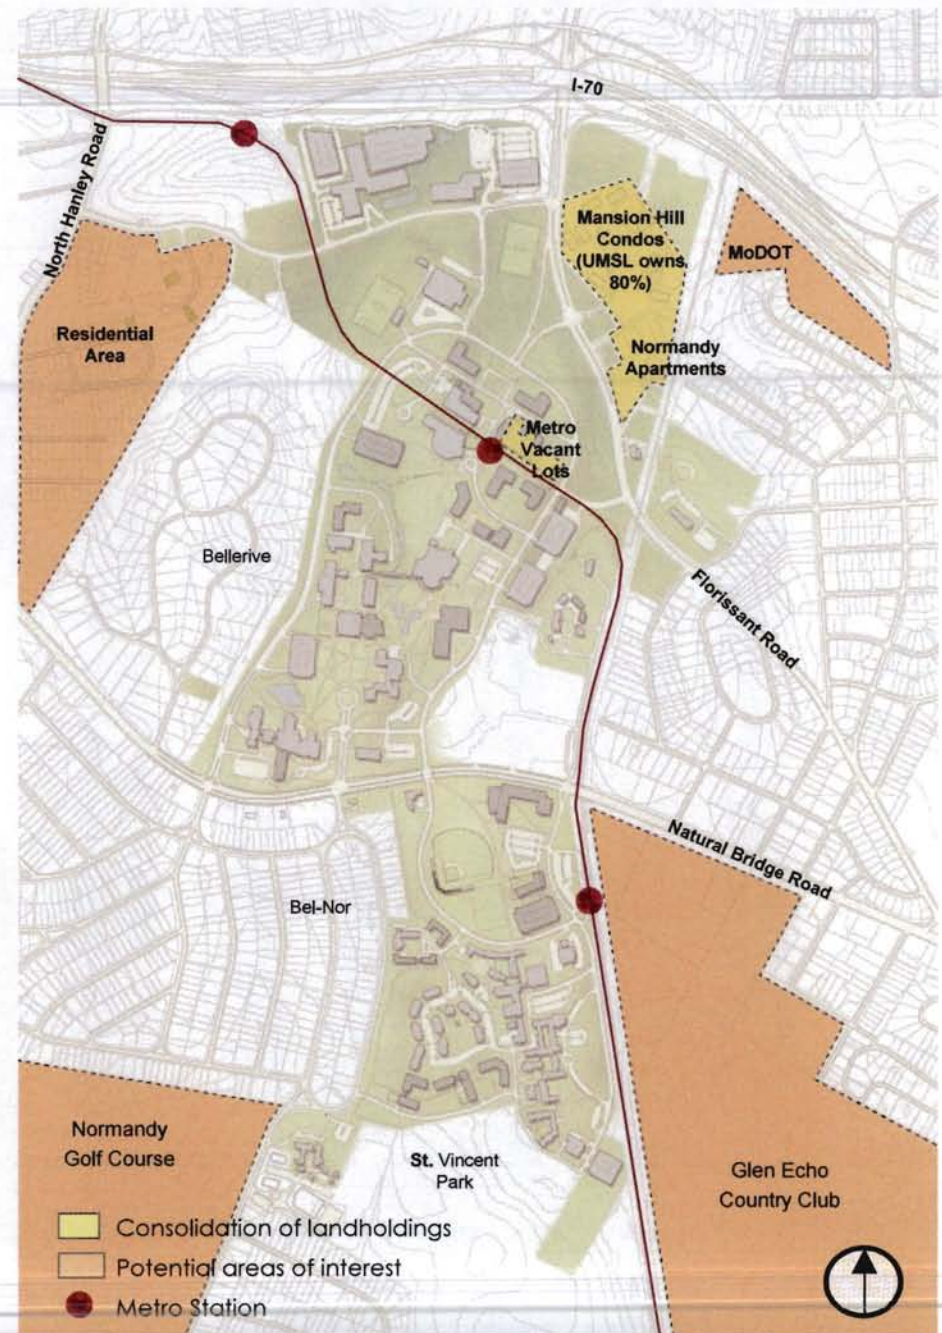 I-70
North Hanley Road
Mansion Hill
Condos
(UMSL owns
80%)
MoDOT
Residential
Area
Normandy
Apartments
Metro
Vacant
Lots
Bellerive
Florissant Road
Natural Bridge Road
Bel-Nor
Normandy
Golf Course
St. Vincent
Park
Glen Echo
Country Club
Consolidation of landholdings
Potential areas of interest
Metro Station